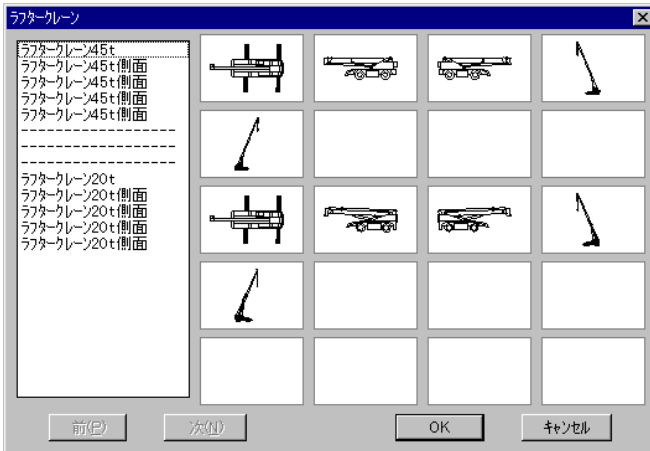 ラフタークレーン
ラフタークレーン45t
ラフタークレーン45t側面
ラフタークレーン45t側面
ラフタークレーン45t側面
ラフタークレーン45t側面
------------------
------------------
------------------
ラフタークレーン20t
ラフタークレーン20t側面
ラフタークレーン20t側面
ラフタークレーン20t側面
ラフタークレーン20t側面
前(P)
次(N)
OK
キャンセル